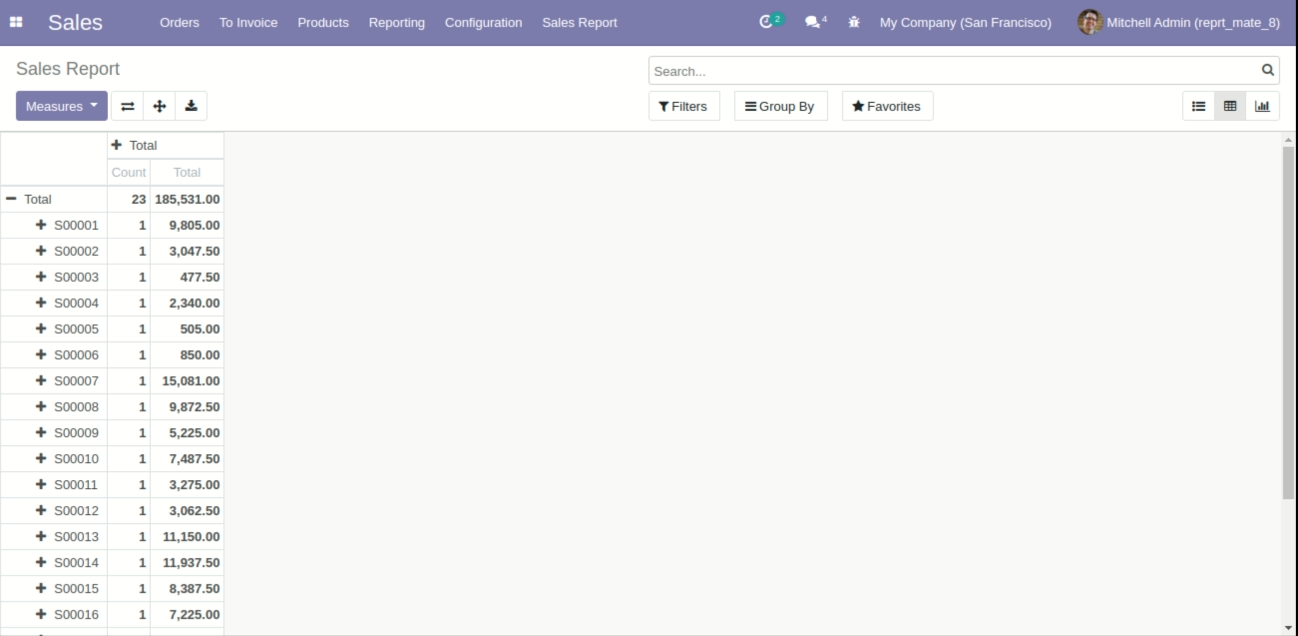 Sales Orders To Invoice Products Reporting Configuration Sales Report 2 4 My Company (San Francisco) Mitchell Admin (reprt_mate_8)
Sales Report
Search...
Measures Filters Group By Favorites
Total
Count Total
Total 23 185,531.00
S00001 1 9,805.00
S00002 1 3,047.50
S00003 1 477.50
S00004 1 2,340.00
S00005 1 505.00
S00006 1 850.00
S00007 1 15,081.00
S00008 1 9,872.50
S00009 1 5,225.00
S00010 1 7,487.50
S00011 1 3,275.00
S00012 1 3,062.50
S00013 1 11,150.00
S00014 1 11,937.50
S00015 1 8,387.50
S00016 1 7,225.00